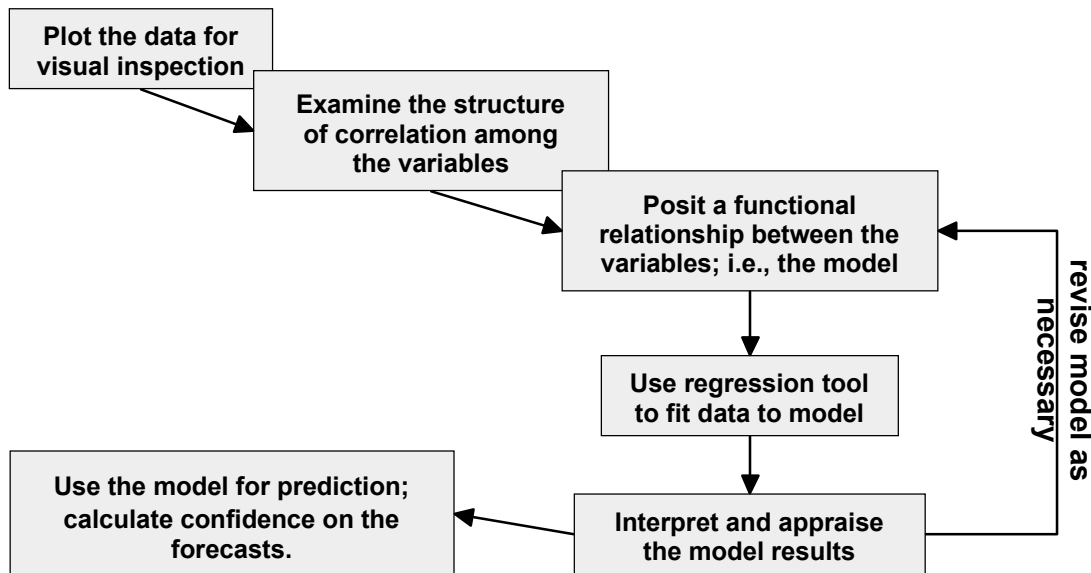 Plot the data for
visual inspection
Examine the structure
of correlation among
the variables
Posit a functional
relationship between the
variables; i.e., the model
Use regression tool
to fit data to model
Interpret and appraise
the model results
revise model as
necessary
Use the model for prediction;
calculate confidence on the
forecasts.